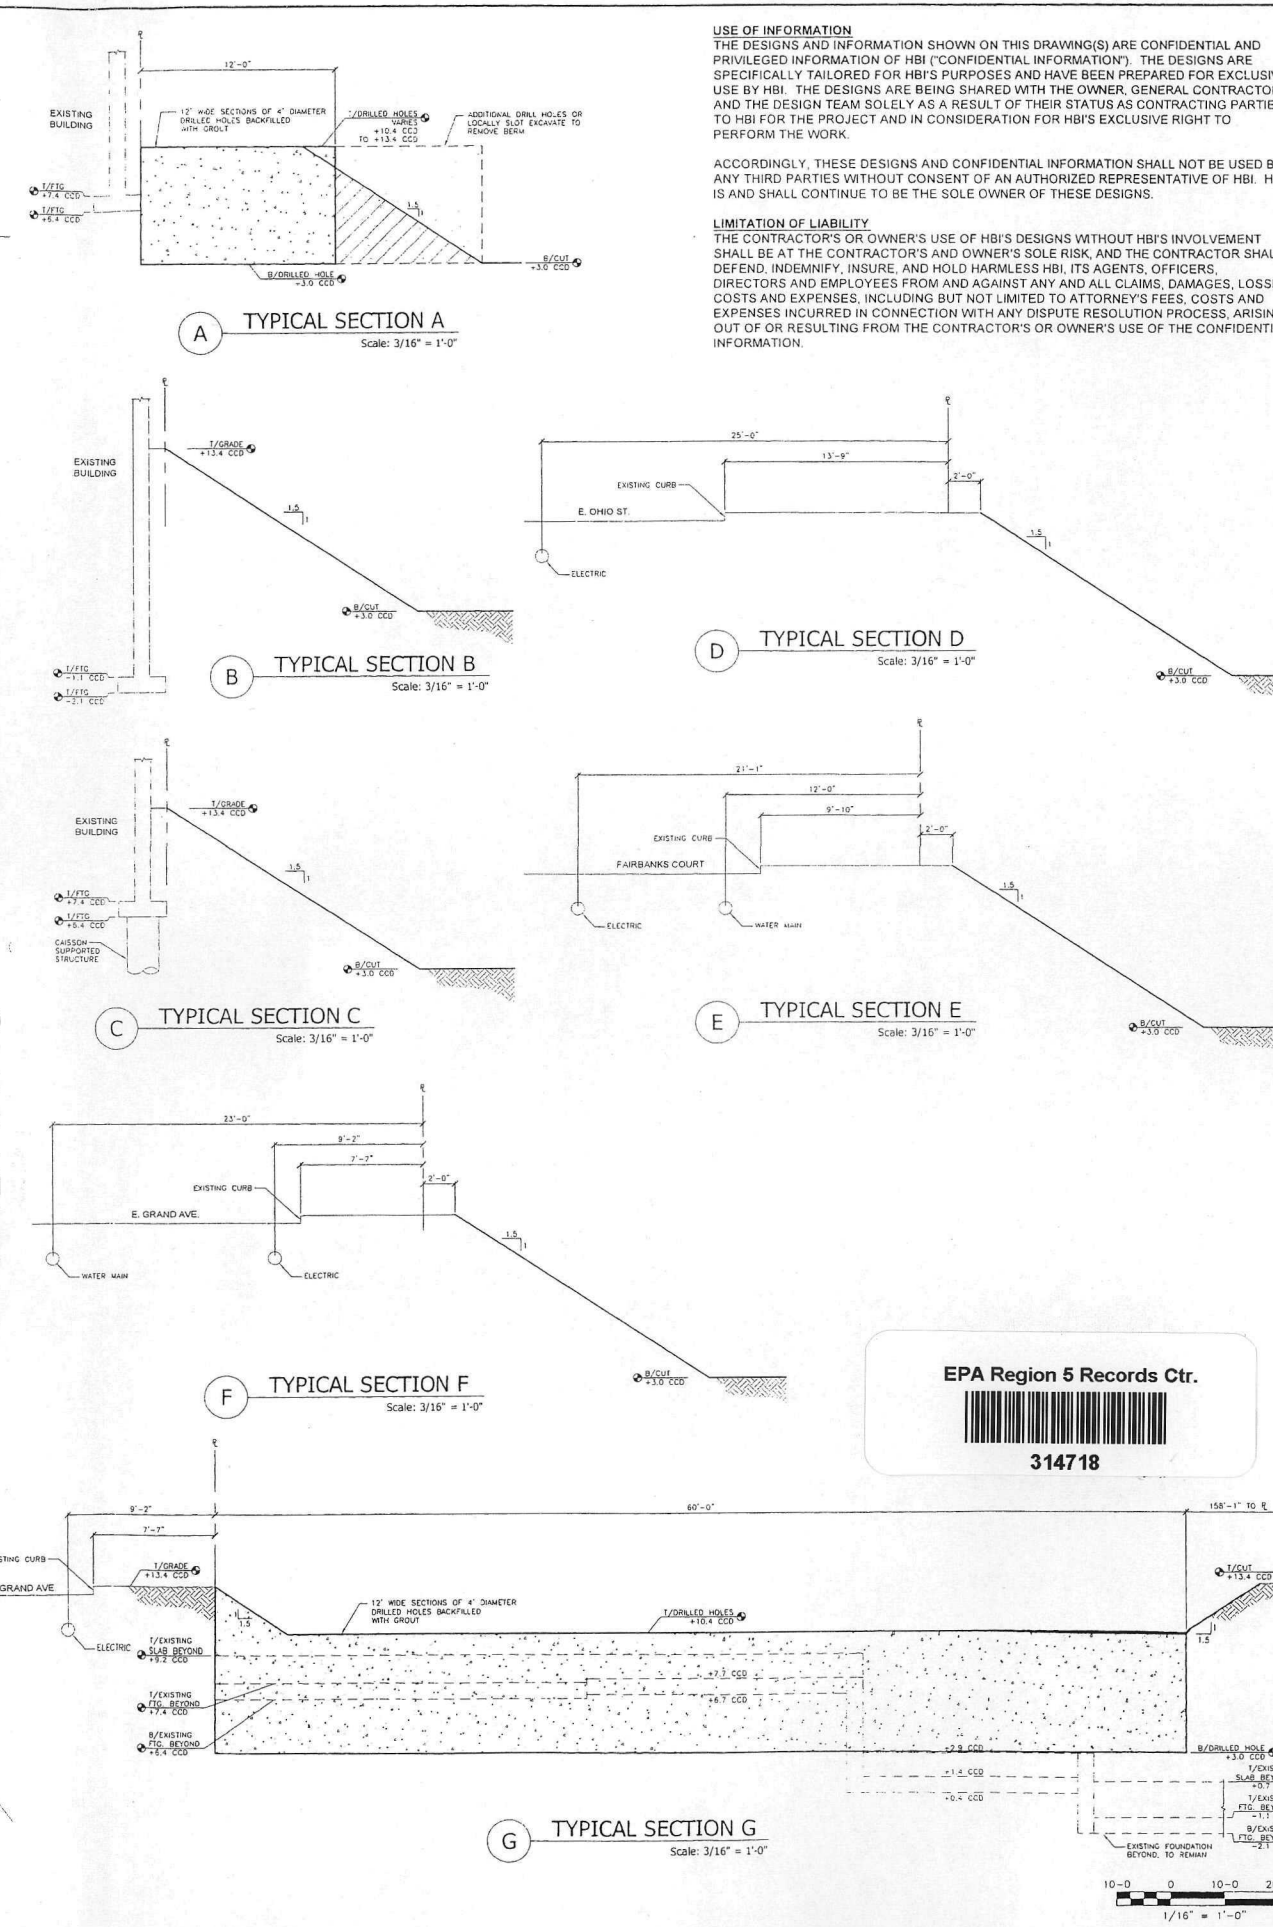 USE OF INFORMATION
THE DESIGNS AND INFORMATION SHOWN ON THIS DRAWING(S) ARE CONFIDENTIAL AND
PRIVILEGED INFORMATION OF HBI ("CONFIDENTIAL INFORMATION"). THE DESIGNS ARE
SPECIFICALLY TAILORED FOR HBI'S PURPOSES AND HAVE BEEN PREPARED FOR EXCLUSIV
USE BY HBI. THE DESIGNS ARE BEING SHARED WITH THE OWNER, GENERAL CONTRACTO
AND THE DESIGN TEAM SOLELY AS A RESULT OF THEIR STATUS AS CONTRACTING PARTIE
TO HBI FOR THE PROJECT AND IN CONSIDERATION FOR HBI'S EXCLUSIVE RIGHT TO
PERFORM THE WORK.
ACCORDINGLY, THESE DESIGNS AND CONFIDENTIAL INFORMATION SHALL NOT BE USED B
ANY THIRD PARTIES WITHOUT CONSENT OF AN AUTHORIZED REPRESENTATIVE OF HBI. H
IS AND SHALL CONTINUE TO BE THE SOLE OWNER OF THESE DESIGNS.
LIMITATION OF LIABILITY
THE CONTRACTOR'S OR OWNER'S USE OF HBI'S DESIGNS WITHOUT HBI'S INVOLVEMENT
SHALL BE AT THE CONTRACTOR'S AND OWNER'S SOLE RISK, AND THE CONTRACTOR SHAL
DEFEND, INDEMNIFY, INSURE, AND HOLD HARMLESS HBI, ITS AGENTS, OFFICERS,
DIRECTORS AND EMPLOYEES FROM AND AGAINST ANY AND ALL CLAIMS, DAMAGES, LOSS
COSTS AND EXPENSES, INCLUDING BUT NOT LIMITED TO ATTORNEY'S FEES, COSTS AND
EXPENSES INCURRED IN CONNECTION WITH ANY DISPUTE RESOLUTION PROCESS, ARISIN
OUT OF OR RESULTING FROM THE CONTRACTOR'S OR OWNER'S USE OF THE CONFIDENTI
INFORMATION.
12'-0"
EXISTING
BUILDING
12' WIDE SECTIONS OF 4' DIAMETER
DRILLED HOLES BACKFILLED
WITH GROUT
T/DRILLED HOLES
VARIES
+10.4 CCD
TO +13.4 CCD
ADDITIONAL DRILL HOLES OR
LOCALLY SLOT EXCAVATE TO
REMOVE BERM
T/FTG
+7.4 CCD
T/FTG
1.5
1
B/CUT
+3.0 CCD
B/DRILLED HOLE
+3.0 CCD
A
TYPICAL SECTION A
Scale: 3/16" = 1'-0"
EXISTING
BUILDING
T/GRADE
+13.4 CCD
1.5
1
B/CUT
+3.0 CCD
T/FTG
-1.1 CCD
T/FTG
-2.1 CCD
B
TYPICAL SECTION B
Scale: 3/16" = 1'-0"
25'-0"
13'-9"
2'-0"
EXISTING CURB
E. OHIO ST.
1.5
1
ELECTRIC
B/CUT
+3.0 CCD
D
TYPICAL SECTION D
Scale: 3/16" = 1'-0"
EXISTING
BUILDING
T/GRADE
+13.4 CCD
1.5
1
T/FTG
+7.4 CCD
T/FTG
CAISSON
SUPPORTED
STRUCTURE
B/CUT
+3.0 CCD
C
TYPICAL SECTION C
Scale: 3/16" = 1'-0"
21'-1"
12'-0"
9'-10"
2'-0"
EXISTING CURB
FAIRBANKS COURT
1.5
1
ELECTRIC
WATER MAIN
B/CUT
+3.0 CCD
E
TYPICAL SECTION E
Scale: 3/16" = 1'-0"
23'-0"
9'-2"
7'-7"
2'-0"
EXISTING CURB
E. GRAND AVE.
1.5
1
WATER MAIN
ELECTRIC
B/CUT
+3.0 CCD
F
TYPICAL SECTION F
Scale: 3/16" = 1'-0"
EPA Region 5 Records Ctr.
314718
9'-2"
60'-0"
158'-1" TO
7'-7"
STING CURB
GRAND AVE
T/GRADE
+13.4 CCD
T/CUT
+13.4 CCD
1
1.5
12' WIDE SECTIONS OF 4' DIAMETER
DRILLED HOLES BACKFILLED
WITH GROUT
T/DRILLED HOLES
+10.4 CCD
1
1.5
ELECTRIC
T/EXISTING
SLAB BEYOND
+9.2 CCD
+7.7 CCD
T/EXISTING
FTG. BEYOND
+7.4 CCD
+6.7 CCD
B/EXISTING
FTG. BEYOND
+2.9 CCD
B/DRILLED HOLE
+3.0 CCD
+1.4 CCD
+0.4 CCD
T/EXIS
SLAB BEY
+0.7
T/EXIS
FTG. BEY
-1.1
B/EXIS
FTG. BEY
-2.1
EXISTING FOUNDATION
BEYOND, TO REMIAN
G
TYPICAL SECTION G
Scale: 3/16" = 1'-0"
10-0 0 10-0 2
1/16" = 1'-0"